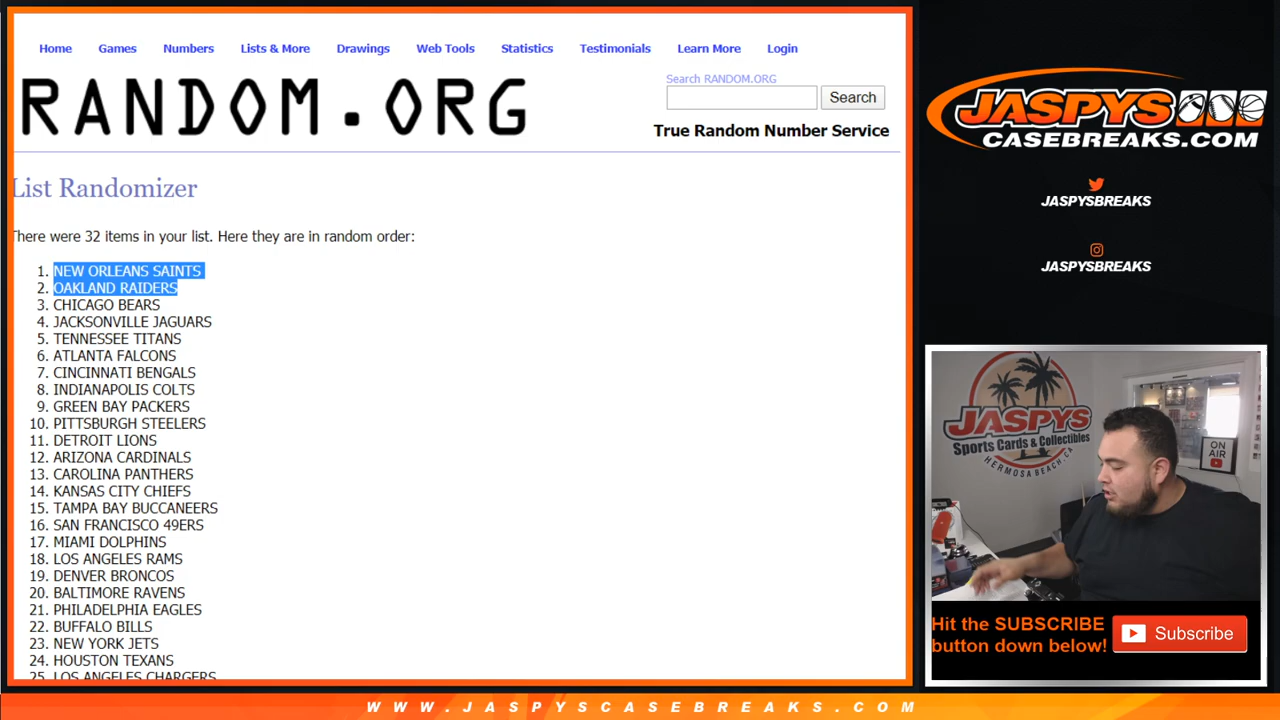 Home Games Numbers Lists & More Drawings Web Tools Statistics Testimonials Learn More Login
RANDOM.ORG
Search RANDOM.ORG
Search
True Random Number Service
List Randomizer
There were 32 items in your list. Here they are in random order:
1. NEW ORLEANS SAINTS
2. OAKLAND RAIDERS
3. CHICAGO BEARS
4. JACKSONVILLE JAGUARS
5. TENNESSEE TITANS
6. ATLANTA FALCONS
7. CINCINNATI BENGALS
8. INDIANAPOLIS COLTS
9. GREEN BAY PACKERS
10. PITTSBURGH STEELERS
11. DETROIT LIONS
12. ARIZONA CARDINALS
13. CAROLINA PANTHERS
14. KANSAS CITY CHIEFS
15. TAMPA BAY BUCCANEERS
16. SAN FRANCISCO 49ERS
17. MIAMI DOLPHINS
18. LOS ANGELES RAMS
19. DENVER BRONCOS
20. BALTIMORE RAVENS
21. PHILADELPHIA EAGLES
22. BUFFALO BILLS
23. NEW YORK JETS
24. HOUSTON TEXANS
25. LOS ANGELES CHARGERS
JASPYS
CASEBREAKS.COM
JASPYSBREAKS
JASPYSBREAKS
JASPYS
Sports Cards & Collectibles
HERMOSA BEACH, CA
ON
AIR
Hit the SUBSCRIBE
button down below!
Subscribe
WWW.JASPYSCASEBREAKS.COM